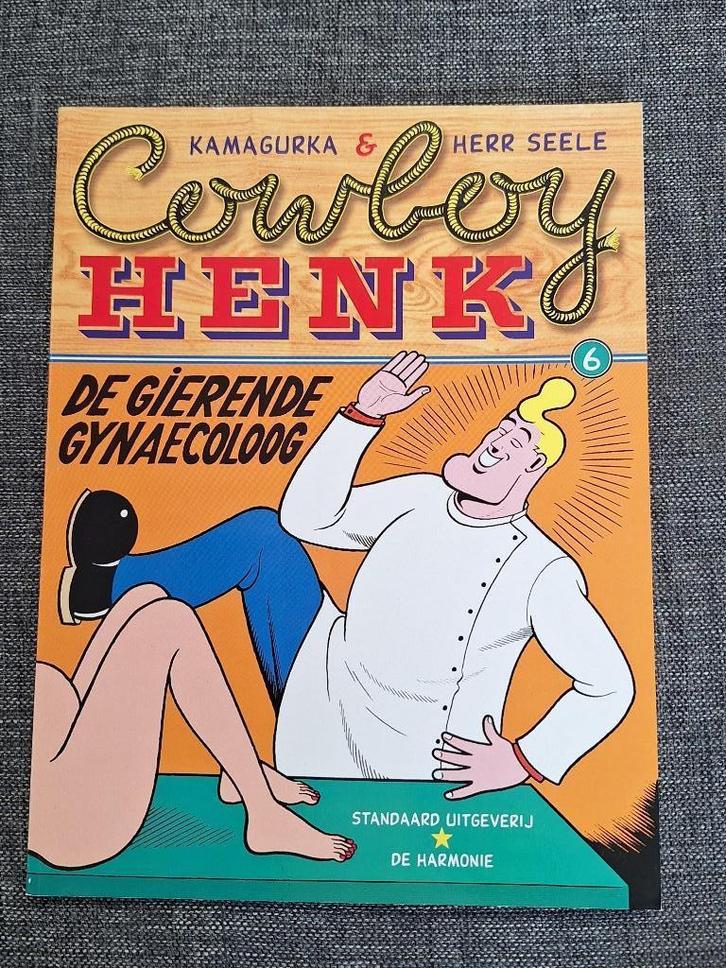 KAMAGURKA & HERR SEELE
Cowboy
HENK
6
DE GiERENDE
GYNAECOLOOG
STANDAARD UITGEVERIJ
DE HARMONIE